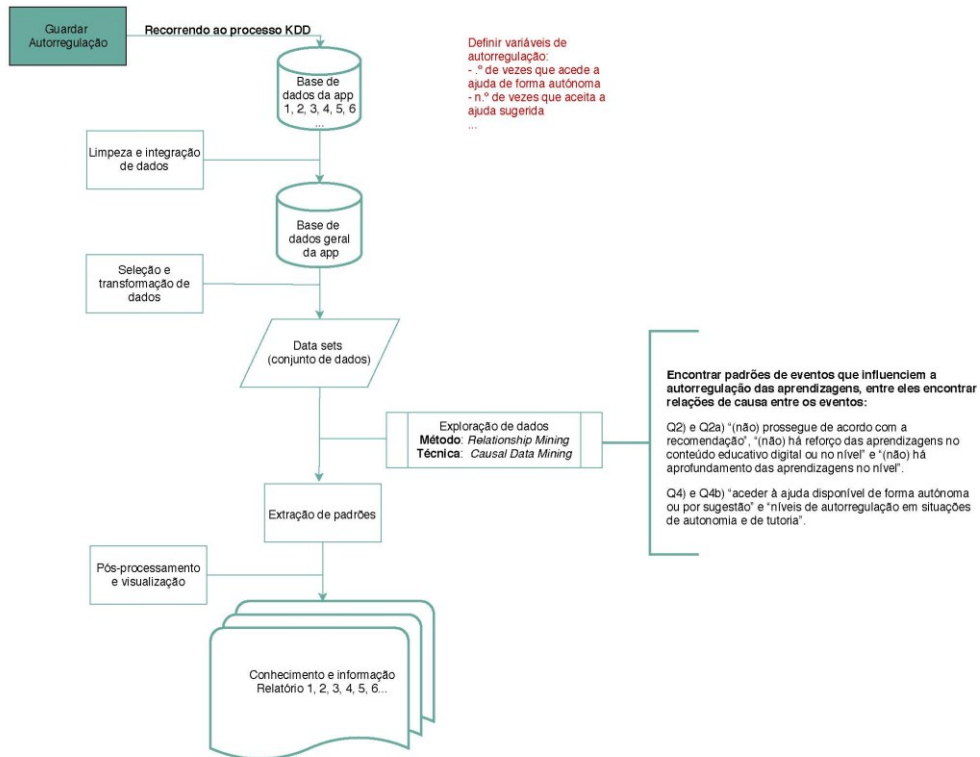 Guardar
Autorregulação
Recorrendo ao processo KDD
Definir variáveis de
autorregulação:
- .º de vezes que acede a
ajuda de forma autónoma
- n.º de vezes que aceita a
ajuda sugerida
...
Base de
dados da app
1, 2, 3, 4, 5, 6
...
Limpeza e integração
de dados
Base de
dados geral
da app
Seleção e
transformação de
dados
Data sets
(conjunto de dados)
Exploração de dados
Método: Relationship Mining
Técnica: Causal Data Mining
Encontrar padrões de eventos que influenciem a
autorregulação das aprendizagens, entre eles encontrar
relações de causa entre os eventos:
Q2) e Q2a) “(não) prossegue de acordo com a
recomendação”, “(não) há reforço das aprendizagens no
conteúdo educativo digital ou no nível” e “(não) há
aprofundamento das aprendizagens no nível”.
Q4) e Q4b) “aceder à ajuda disponível de forma autónoma
ou por sugestão” e “níveis de autorregulação em situações
de autonomia e de tutoria”.
Extração de padrões
Pós-processamento
e visualização
Conhecimento e informação
Relatório 1, 2, 3, 4, 5, 6...